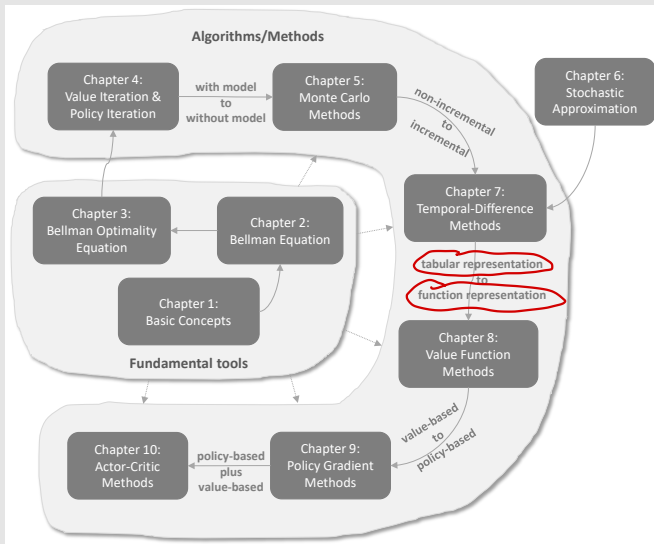 Algorithms/Methods
Chapter 4:
Value Iteration &
Policy Iteration
with model
to
without model
Chapter 5:
Monte Carlo
Methods
non-incremental
to
incremental
Chapter 6:
Stochastic
Approximation
Chapter 7:
Temporal-Difference
Methods
Chapter 3:
Bellman Optimality
Equation
Chapter 2:
Bellman Equation
Chapter 1:
Basic Concepts
Fundamental tools
tabular representation
to
function representation
Chapter 8:
Value Function
Methods
value-based
to
policy-based
Chapter 9:
Policy Gradient
Methods
policy-based
plus
value-based
Chapter 10:
Actor-Critic
Methods